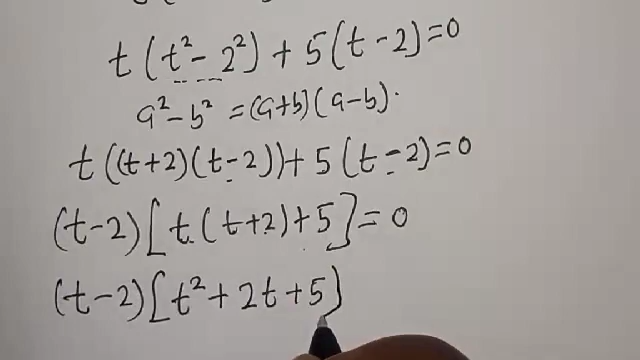 t(t² - 2²) + 5(t - 2) = 0
a² - b² = (a+b)(a-b).
t((t+2)(t-2)) + 5(t-2) = 0
(t-2)[t(t+2)+5] = 0
(t-2)[t² + 2t + 5]